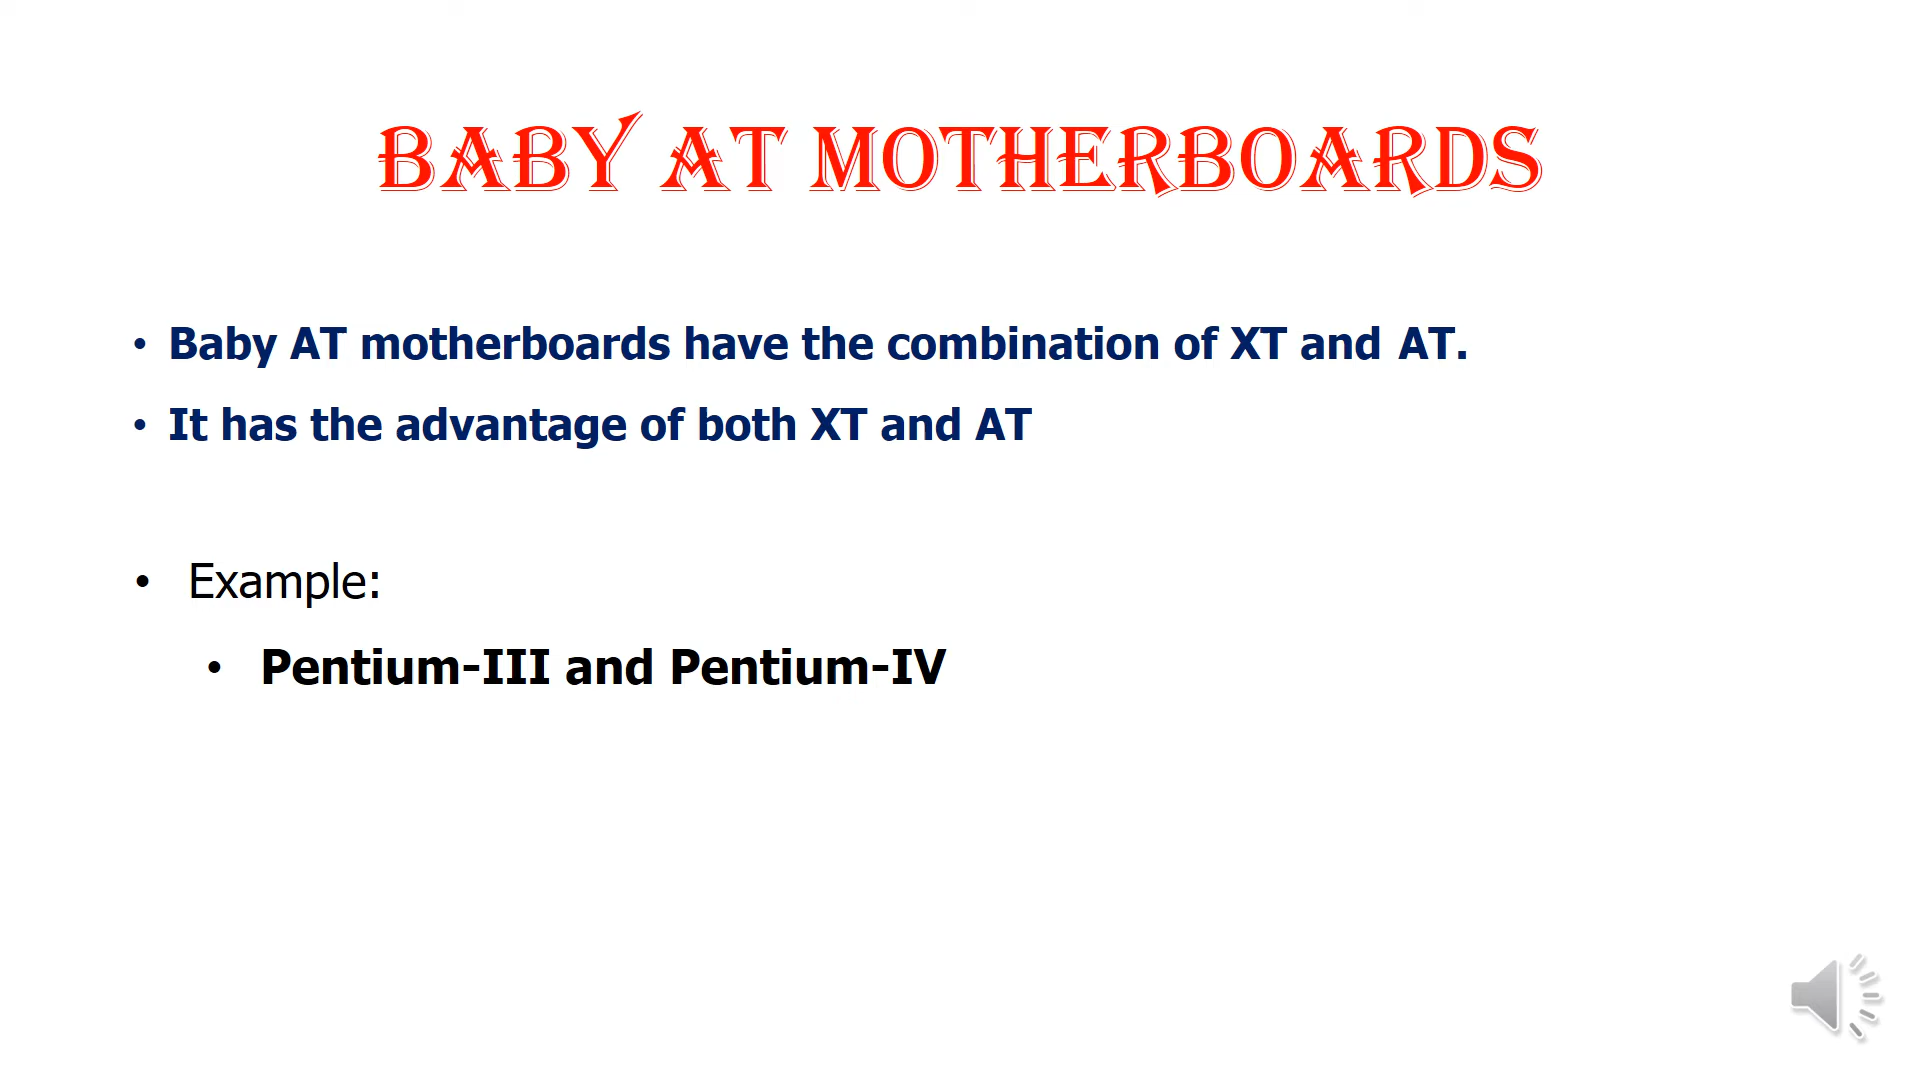 BABY AT MOTHERBOARDS
• Baby AT motherboards have the combination of XT and AT.
• It has the advantage of both XT and AT
• Example:
• Pentium-III and Pentium-IV